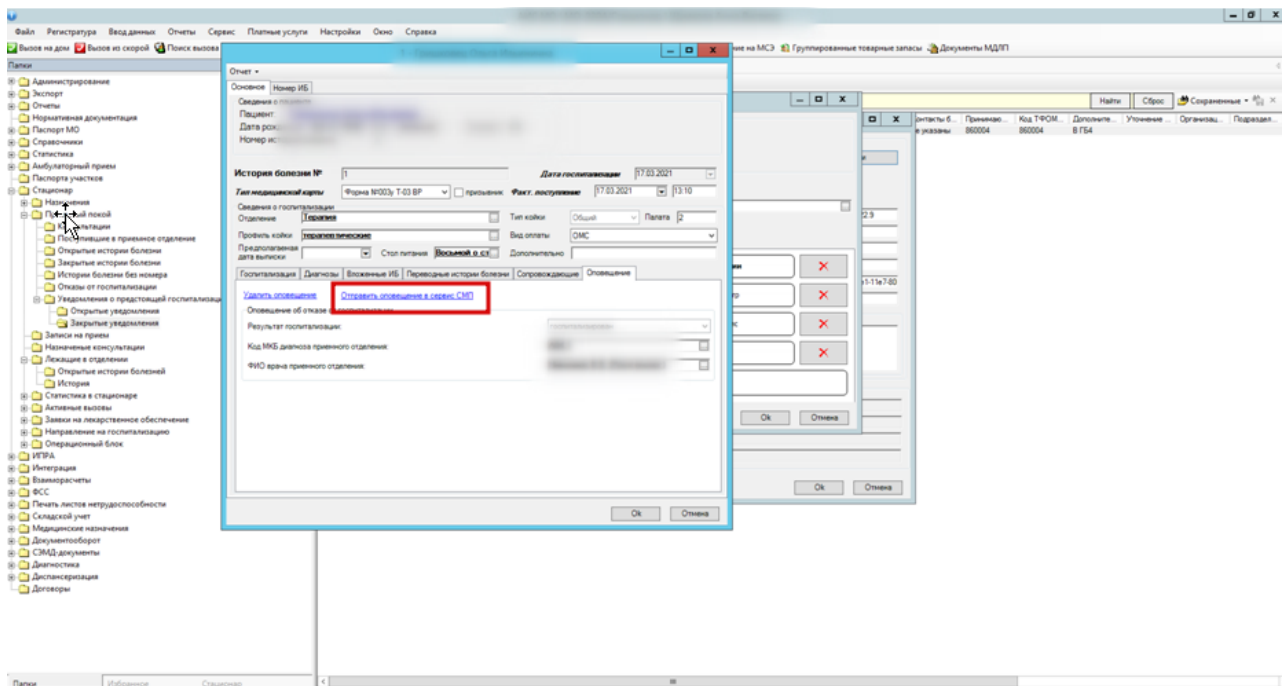 Файл Регистратура Ввод данных Отчеты Сервис Платные услуги Настройки Окно Справка
Вызов на дом Вызов из скорой Поиск вызова ие на МСЭ Группированные товарные запасы Документы МДЛП
Папки
Администрирование
Экспорт
Отчеты
Нормативная документация
Паспорт МО
Справочники
Статистика
Амбулаторный прием
Паспорта участков
Стационар
Назначения
Открытые истории болезни
Поступившие в приемное отделение
Закрытые истории болезни
Истории болезни без номера
Отказы от госпитализации
Уведомления о предстоящей госпитализац
Открытые уведомления
Закрытые уведомления
Записи на прием
Назначеные консультации
Лежащие в отделении
Открытые истории болезней
История
Статистика в стационаре
Активные вызовы
Заявки на лекарственное обеспечение
Направление на госпитализацию
Операционный блок
ИПРА
Интеграция
Взаиморасчеты
ФСС
Печать листов нетрудоспособности
Складской учет
Медицинские назначения
Документооборот
СЭМД-документы
Диагностика
Диспансеризация
Договоры
Папки Избранное Стационар
Отчет
Основное Номер ИБ
Сведения о
Пациент:
Дата
Номер
История болезни № 1 Дата госпитализации 17.03.2021
Тип медицинской карты Форма №003у Т-03 ВР призывник Факт. поступление 17.03.2021 13:10
Сведения о госпитализации
Отделение Терапия Тип койки Общий Палата 2
Профиль койки терапевтические Вид оплаты ОМС
Предполагаемая дата выписки Стол питания Восьмой о ст Дополнительно
Госпитализация Диагнозы Вложенные ИБ Переводные истории болезни Сопровождающие Оповещение
Удалить оповещение Отправить оповещение в сервис СМП
Оповещение об отказе
Результат госпитализации:
Код МКБ диагноза приемного отделения:
ФИО врача приемного отделения:
Ok Отмена
Ok Отмена
Ok Отмена
Найти Сброс Сохраненные
онтакты б... Принимаю... Код ТФОМ... Дополните... Уточнение ... Организац... Подраздел...
е указаны 860004 860004 В ГБ4
22.9
1-11e7-80